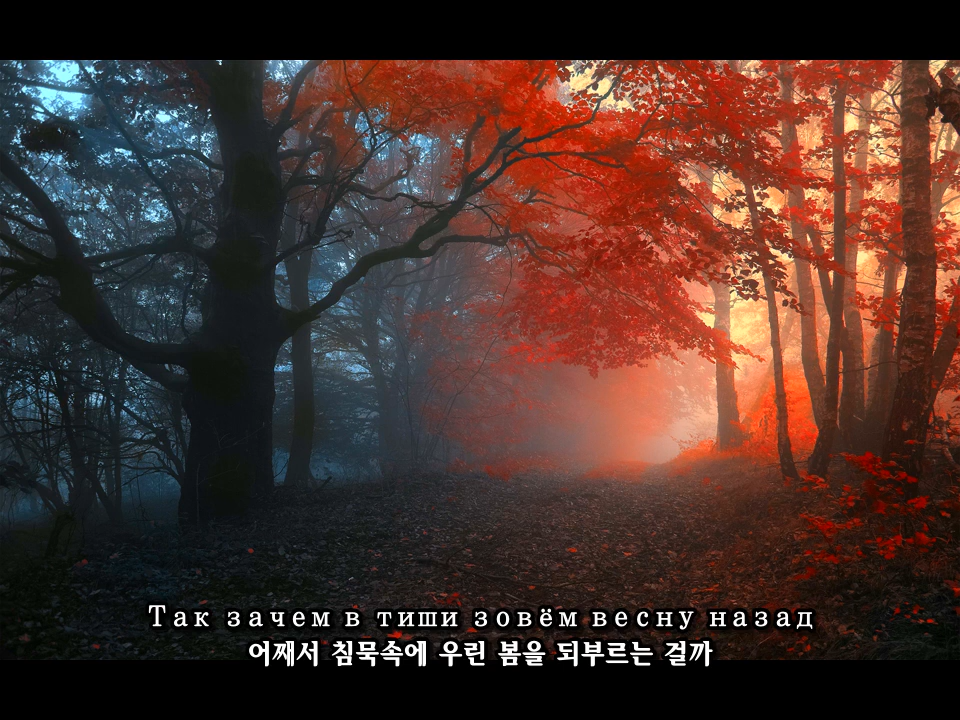 Так зачем в тиши зовём весну назад
어째서 침묵속에 우린 봄을 되부르는 걸까